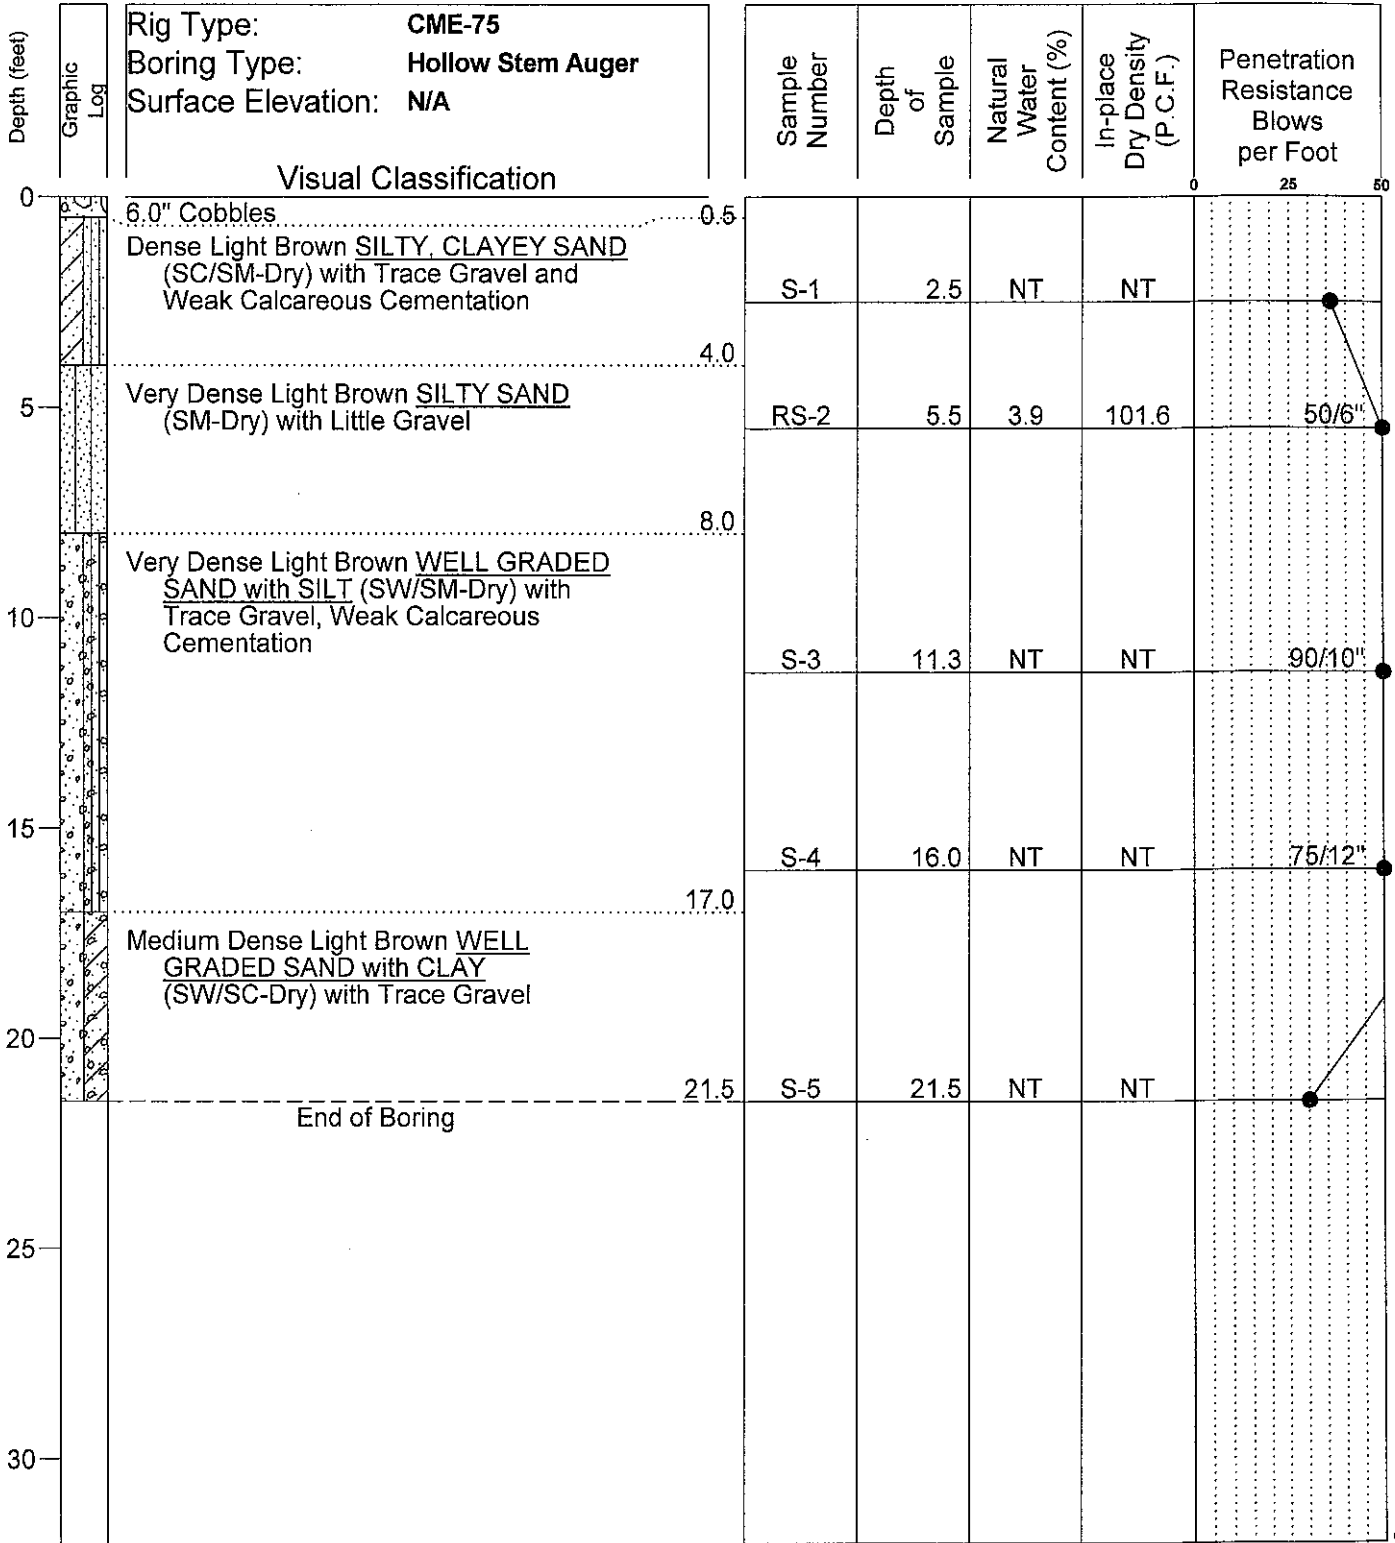 Depth (feet)
Graphic
Log
Rig Type: CME-75
Boring Type: Hollow Stem Auger
Surface Elevation: N/A
Visual Classification
Sample
Number
Depth
of
Sample
Natural
Water
Content (%)
In-place
Dry Density
(P.C.F.)
Penetration
Resistance
Blows
per Foot
0 25 50
0
6.0" Cobbles 0.5
Dense Light Brown SILTY, CLAYEY SAND
(SC/SM-Dry) with Trace Gravel and
Weak Calcareous Cementation
S-1 2.5 NT NT
4.0
Very Dense Light Brown SILTY SAND
(SM-Dry) with Little Gravel
5
RS-2 5.5 3.9 101.6 50/6"
8.0
Very Dense Light Brown WELL GRADED
SAND with SILT (SW/SM-Dry) with
Trace Gravel, Weak Calcareous
Cementation
10
S-3 11.3 NT NT 90/10"
15
S-4 16.0 NT NT 75/12"
17.0
Medium Dense Light Brown WELL
GRADED SAND with CLAY
(SW/SC-Dry) with Trace Gravel
20
21.5 S-5 21.5 NT NT
End of Boring
25
30